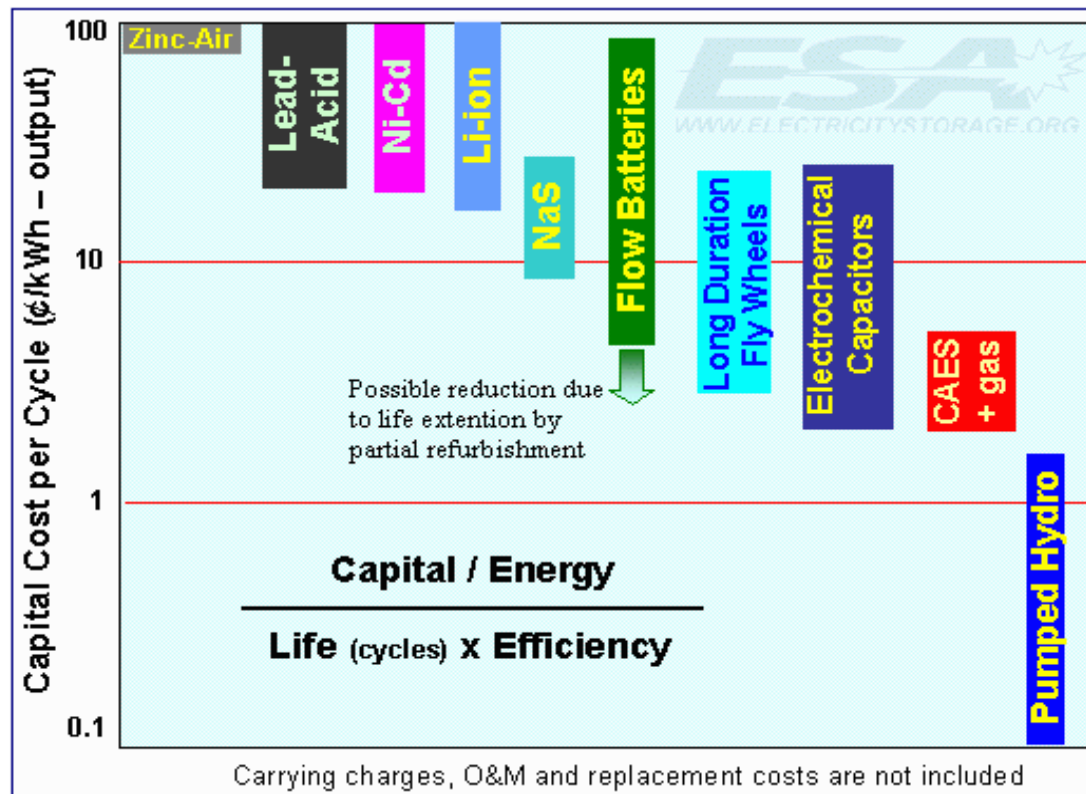 Capital Cost per Cycle (¢/kWh – output)
100
10
1
0.1
Zinc-Air
Lead-
Acid
Ni-Cd
Li-ion
NaS
Flow Batteries
Long Duration
Fly Wheels
Electrochemical
Capacitors
CAES
+ gas
Pumped Hydro
ESA
WWW.ELECTRICITYSTORAGE.ORG
Possible reduction due
to life extention by
partial refurbishment
Capital / Energy
Life (cycles) x Efficiency
Carrying charges, O&M and replacement costs are not included